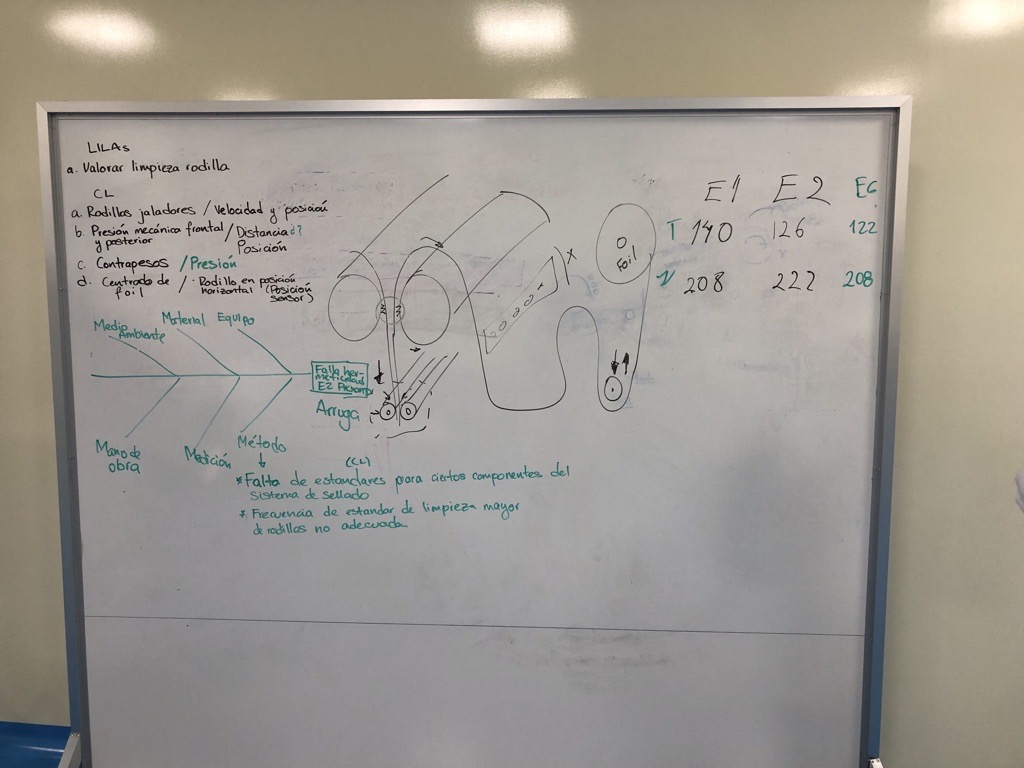 LILAs
a. Valorar limpieza rodilla
CL
a. Rodillos jaladores / Velocidad y posición
b. Presión mecánica frontal / Distancia d?
y posterior Posición
c. Contrapesos / Presión
d. Centrado de / Rodillo en posición
foil horizontal (Posición
sensor)
E1 E2 E6
T 140 126 122
V 208 222 208
foil
x
Medio Ambiente
Material
Equipo
Falla her-
meticidad
E2
Arruga
Mano de
obra
Medición
Método
(CL)
* Falta de estandares para ciertos componentes del
Sistema de sellado
* Frecuencia de estandar de limpieza mayor
de rodillos no adecuada